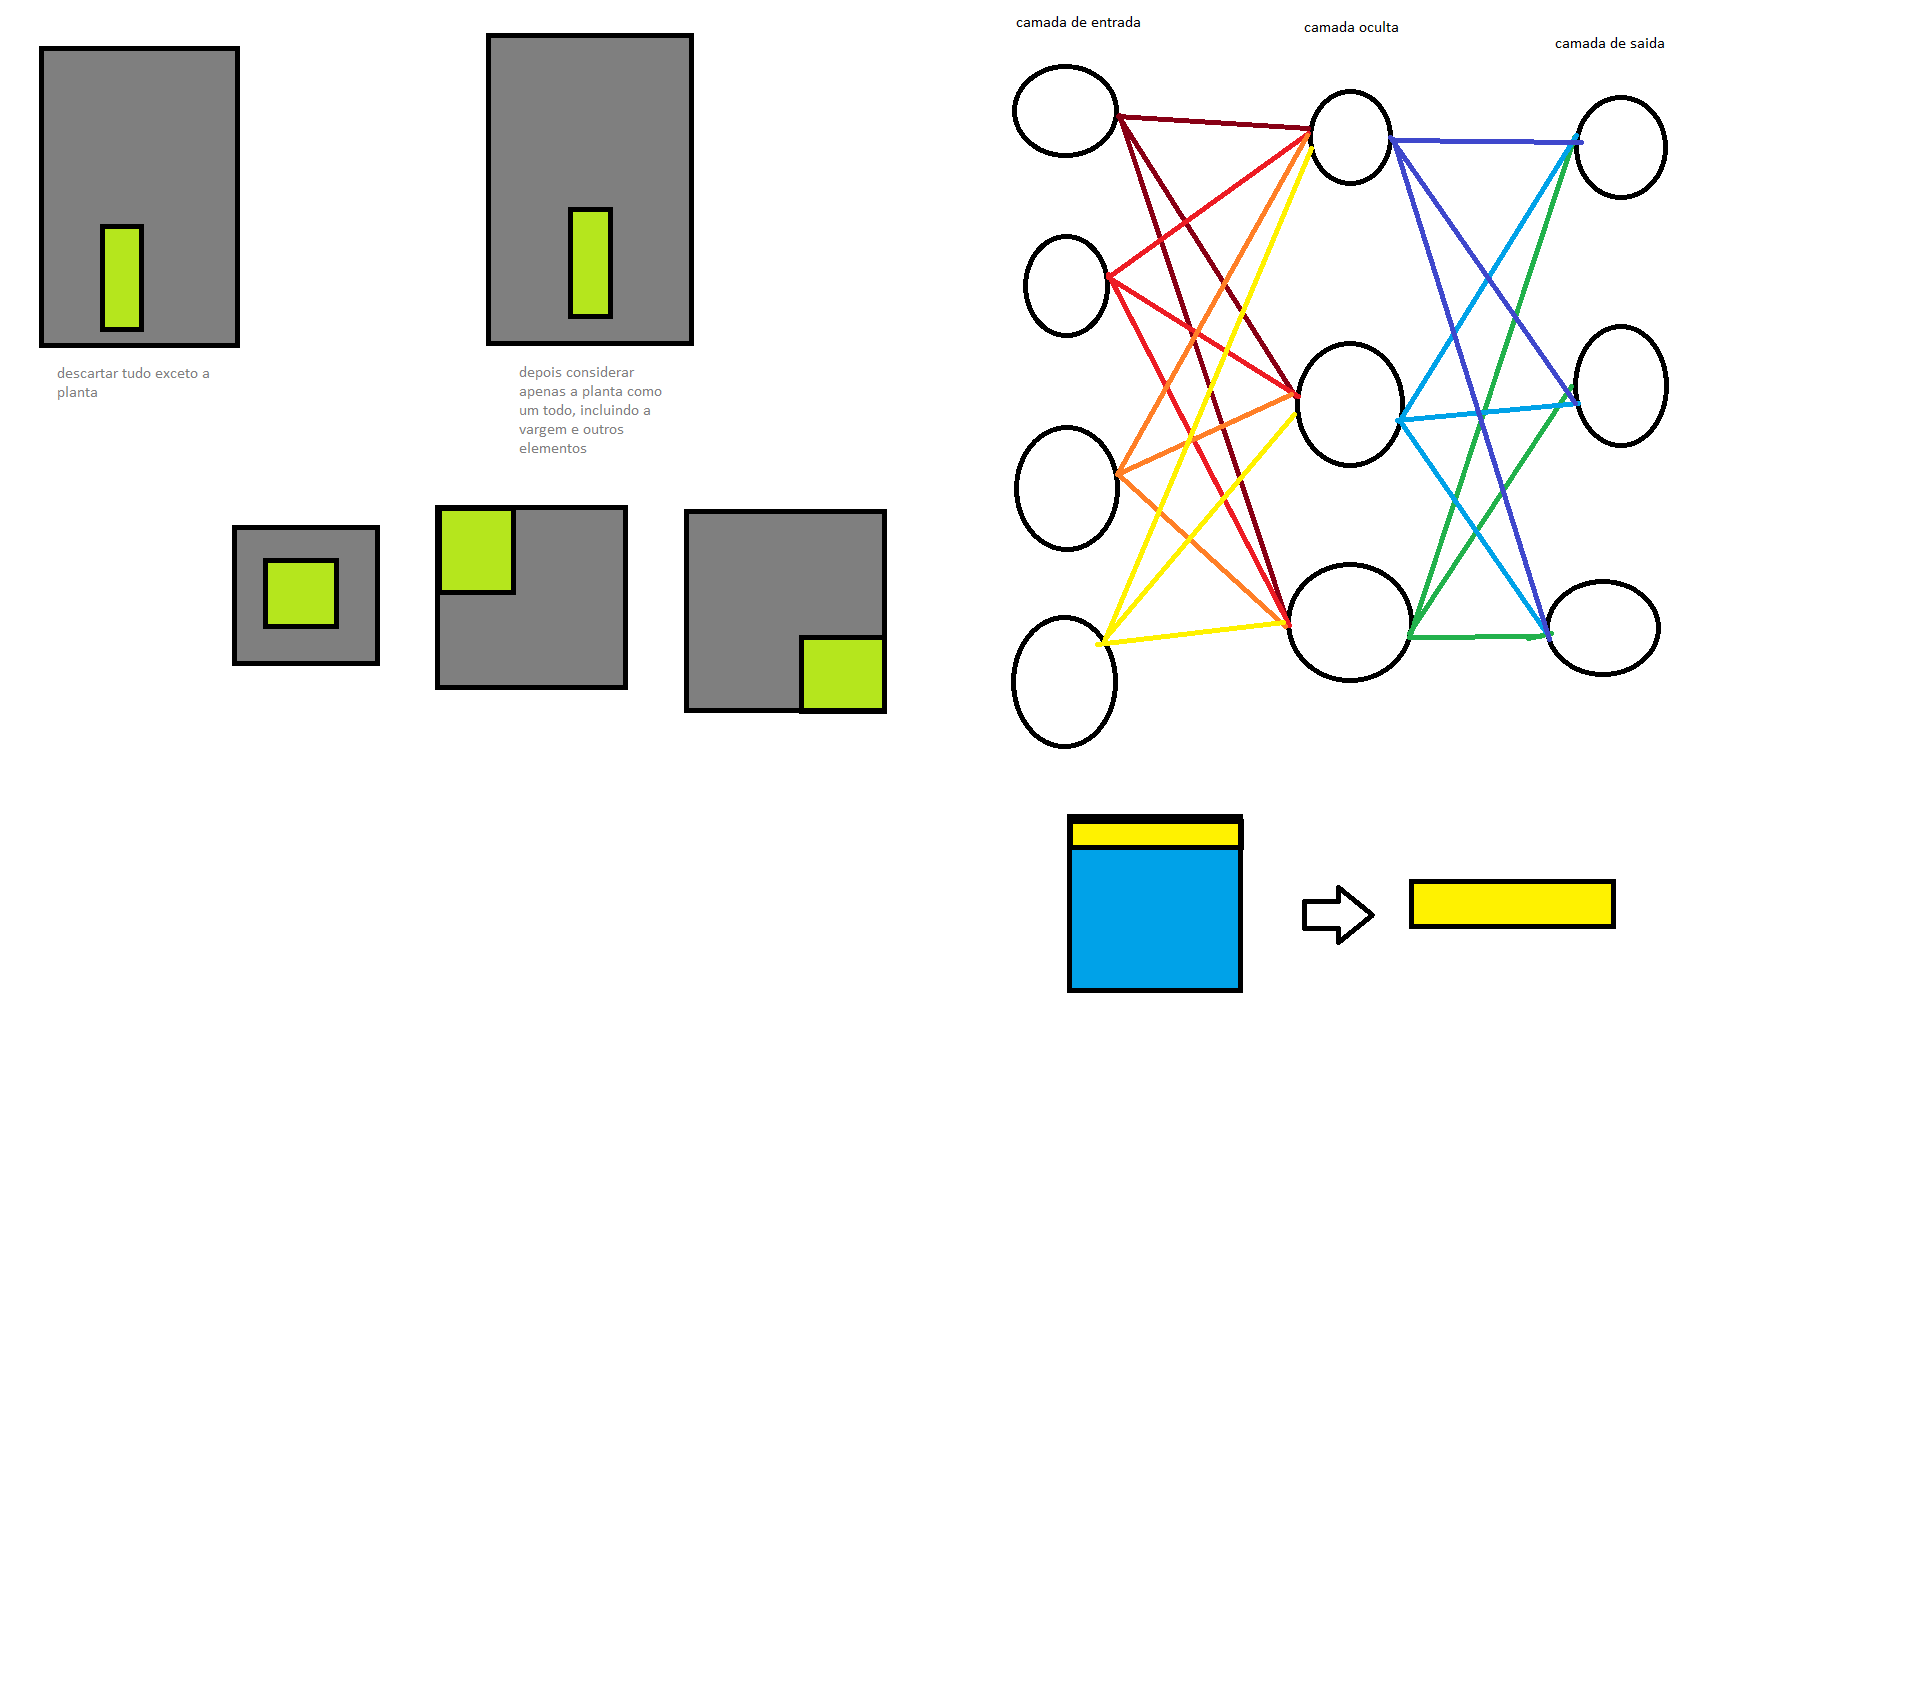 camada de entrada
camada oculta
camada de saida
descartar tudo exceto a
planta
depois considerar
apenas a planta como
um todo, incluindo a
vargem e outros
elementos